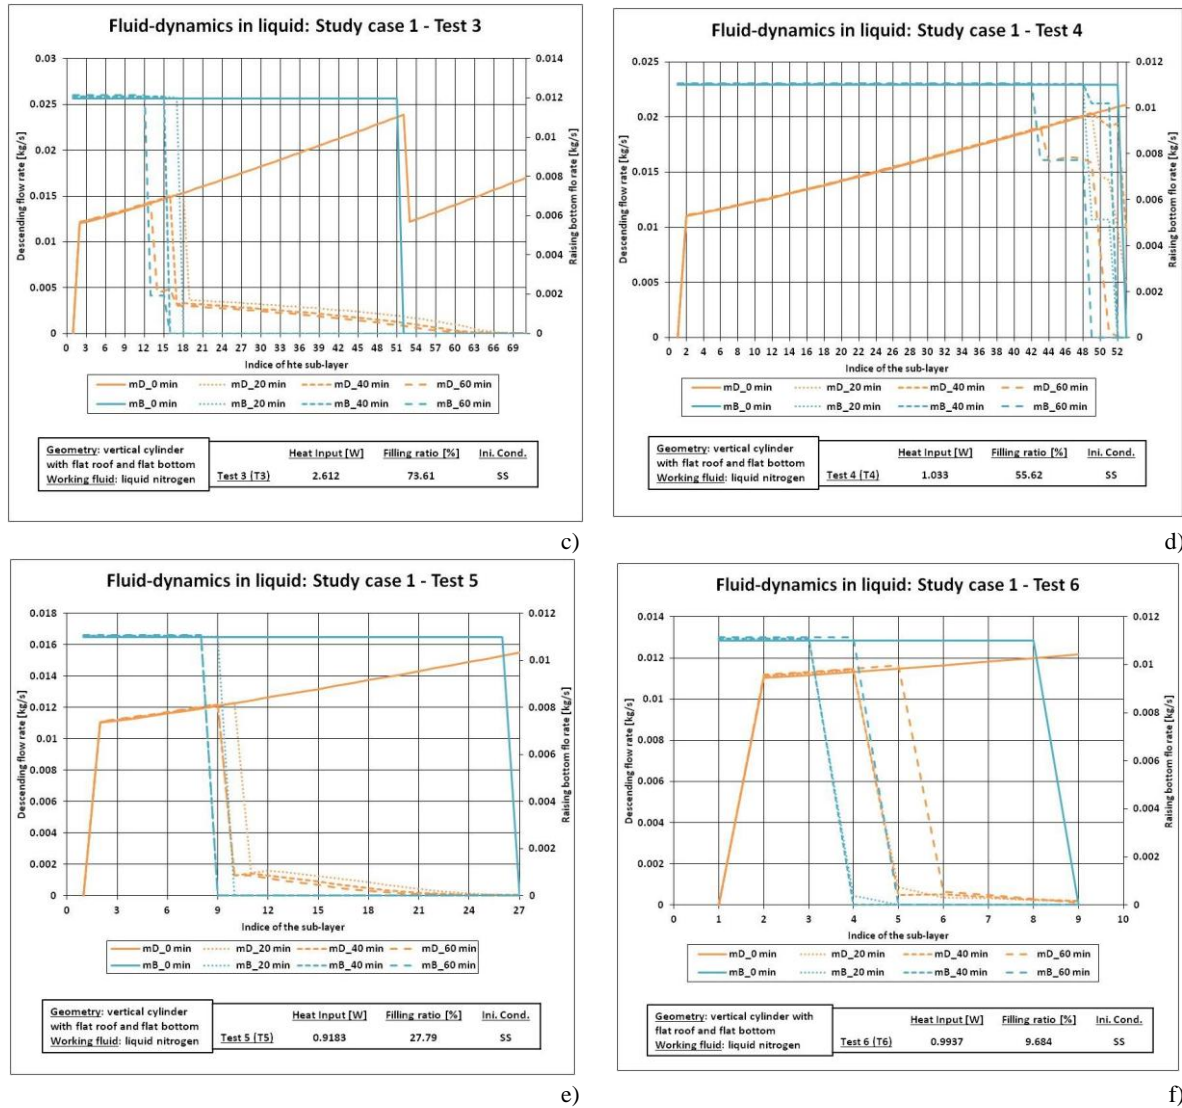 Fluid-dynamics in liquid: Study case 1 - Test 3
0.03
0.025
0.02
0.015
0.01
0.005
0
0.014
0.012
0.01
0.008
0.006
0.004
0.002
0
Descending flow rate [kg/s]
Raising bottom flo rate [kg/s]
0 3 6 9 12 15 18 21 24 27 30 33 36 39 42 45 48 51 54 57 60 63 66 69
Indice of hte sub-layer
mD_0 min mD_20 min mD_40 min mD_60 min
mB_0 min mB_20 min mB_40 min mB_60 min
Geometry: vertical cylinder
with flat roof and flat bottom
Working fluid: liquid nitrogen
Heat Input [W] Filling ratio [%] Ini. Cond.
Test 3 (T3) 2.612 73.61 SS
c)
Fluid-dynamics in liquid: Study case 1 - Test 4
0.025
0.02
0.015
0.01
0.005
0
0.012
0.01
0.008
0.006
0.004
0.002
0
Descending flow rate [kg/s]
Raising bottom flo rate [kg/s]
0 2 4 6 8 10 12 14 16 18 20 22 24 26 28 30 32 34 36 38 40 42 44 46 48 50 52
Indice of the sub-layer
mD_0 min mD_20 min mD_40 min mD_60 min
mB_0 min mB_20 min mB_40 min mB_60 min
Geometry: vertical cylinder
with flat roof and flat bottom
Working fluid: liquid nitrogen
Heat Input [W] Filling ratio [%] Ini. Cond.
Test 4 (T4) 1.033 55.62 SS
d)
Fluid-dynamics in liquid: Study case 1 - Test 5
0.018
0.016
0.014
0.012
0.01
0.008
0.006
0.004
0.002
0
0.012
0.01
0.008
0.006
0.004
0.002
0
Descending flow rate [kg/s]
Raising bottom flo rate [kg/s]
0 3 6 9 12 15 18 21 24 27
Indice of the sub-layer
mD_0 min mD_20 min mD_40 min mD_60 min
mB_0 min mB_20 min mB_40 min mB_60 min
Geometry: vertical cylinder
with flat roof and flat bottom
Working fluid: liquid nitrogen
Heat Input [W] Filling ratio [%] Ini. Cond.
Test 5 (T5) 0.9183 27.79 SS
e)
Fluid-dynamics in liquid: Study case 1 - Test 6
0.014
0.012
0.01
0.008
0.006
0.004
0.002
0
0.012
0.01
0.008
0.006
0.004
0.002
0
Descending flow rate [kg/s]
Raising bottom flo rate [kg/s]
0 1 2 3 4 5 6 7 8 9 10
Indice of the sub-layer
mD_0 min mD_20 min mD_40 min mD_60 min
mB_0 min mB_20 min mB_40 min mB_60 min
Geometry: vertical cylinder with
flat roof and flat bottom
Working fluid: liquid nitrogen
Heat Input [W] Filling ratio [%] Ini. Cond.
Test 6 (T6) 0.9937 9.684 SS
f)